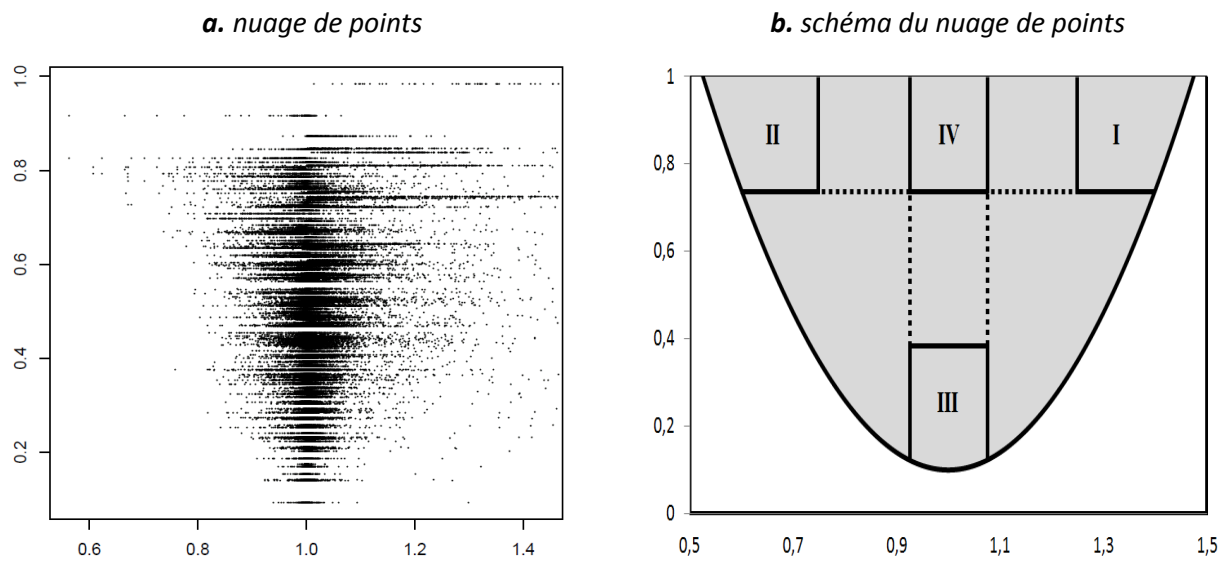 a. nuage de points
1.0
0.8
0.6
0.4
0.2
0.6 0.8 1.0 1.2 1.4
b. schéma du nuage de points
1
0,8
0,6
0,4
0,2
0
II IV I
III
0,5 0,7 0,9 1,1 1,3 1,5